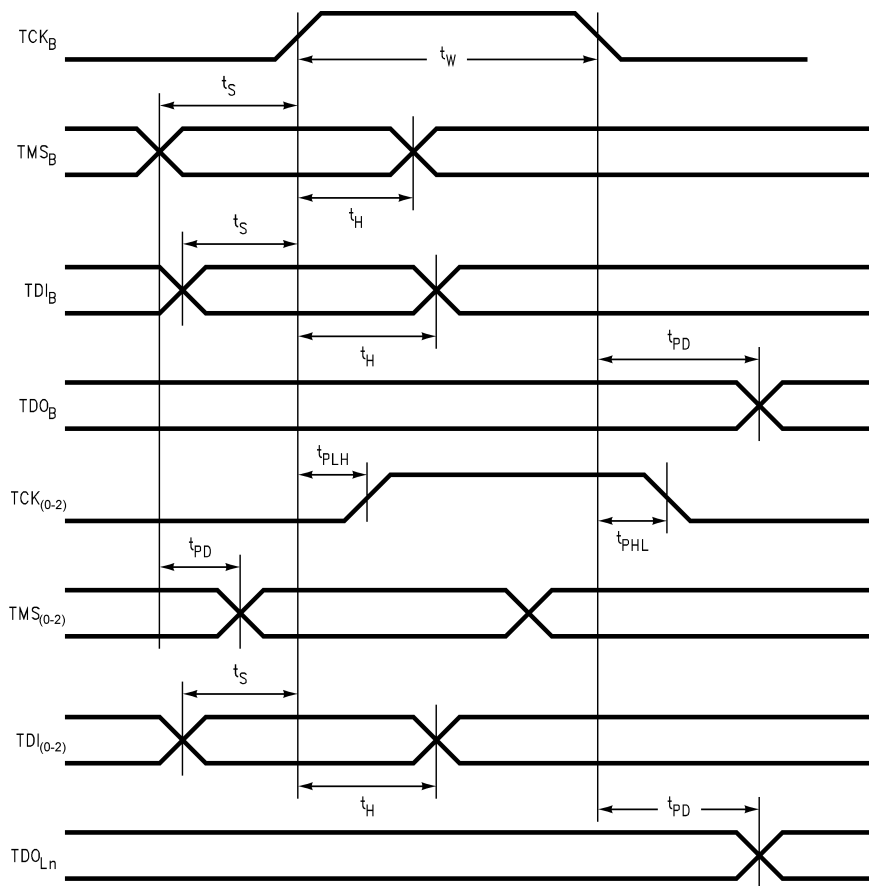 TCK_B
t_W
t_S
TMS_B
t_H
t_S
TDI_B
t_H
t_PD
TDO_B
t_PLH
TCK_(0-2)
t_PHL
t_PD
TMS_(0-2)
t_S
TDI_(0-2)
t_H
t_PD
TDO_Ln